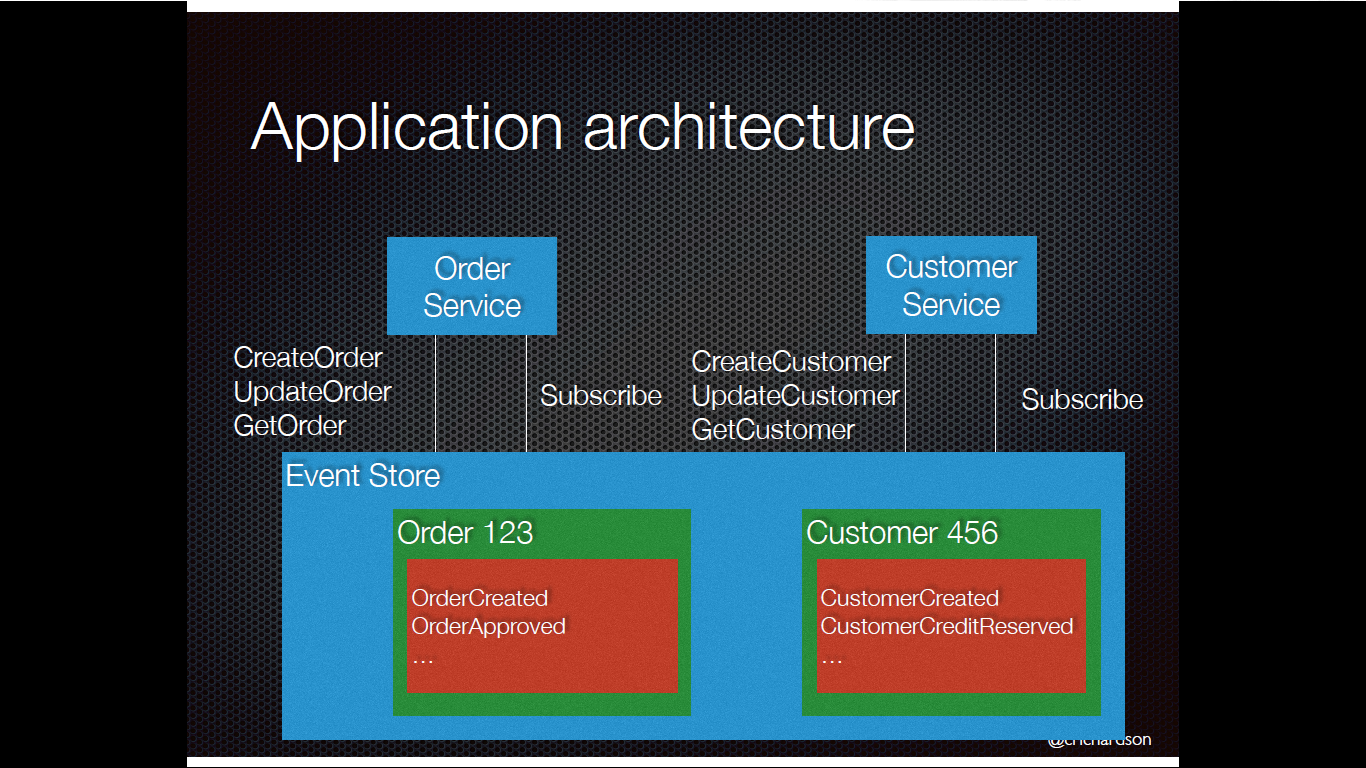 Application architecture
Order
Service
Customer
Service
CreateOrder
UpdateOrder
GetOrder
Subscribe
CreateCustomer
UpdateCustomer
GetCustomer
Subscribe
Event Store
Order 123
OrderCreated
OrderApproved
...
Customer 456
CustomerCreated
CustomerCreditReserved
...
@crichardson